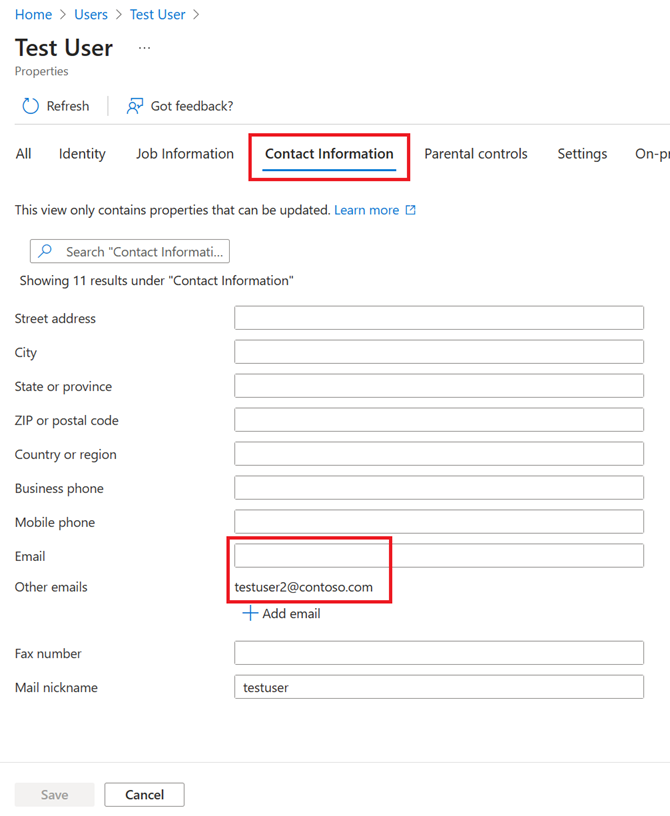 Home > Users > Test User >
Test User ...
Properties
Refresh Got feedback?
All Identity Job Information Contact Information Parental controls Settings On-pr
This view only contains properties that can be updated. Learn more
Search "Contact Informati...
Showing 11 results under "Contact Information"
Street address
City
State or province
ZIP or postal code
Country or region
Business phone
Mobile phone
Email
Other emails testuser2@contoso.com
Add email
Fax number
Mail nickname testuser
Save Cancel